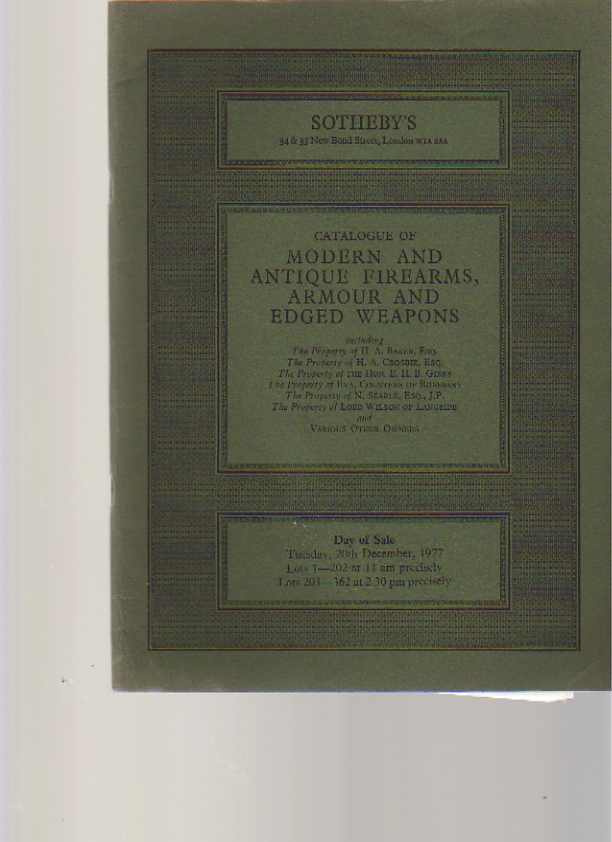 SOTHEBY'S
34 & 35 New Bond Street, London W1A 2AA
CATALOGUE OF
MODERN AND
ANTIQUE FIREARMS,
ARMOUR AND
EDGED WEAPONS
including
The Property of H. A. BAKER, ESQ.
The Property of H. A. CROSBIE, ESQ.
The Property of THE HON. E. H. B. GIBBS
The Property of EVA, COUNTESS OF ROSEBERY
The Property of N. SEARLE, ESQ., J.P.
The Property of LORD WILSON OF LANGSIDE
and
VARIOUS OTHER OWNERS
Day of Sale
Tuesday, 20th December, 1977
Lots 1—202 at 11 am precisely
Lots 203—362 at 2.30 pm precisely